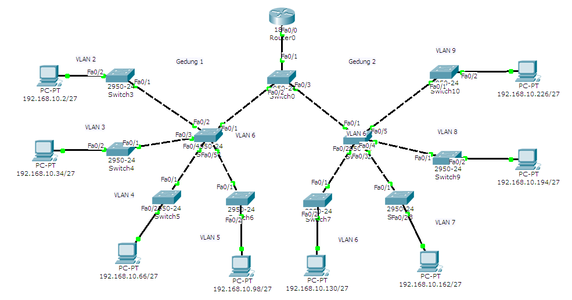 Fa0/0
Router0
Fa0/1
Fa0/3
Switch0
VLAN 2
Gedung 1
Gedung 2
VLAN 9
Fa0/2
Fa0/1
2950-24
Switch3
PC-PT
192.168.10.2/27
Fa0/1
Fa0/2
2950-24
Switch10
PC-PT
192.168.10.226/27
Fa0/2
Fa0/1
VLAN 6
Fa0/3
Fa0/1
VLAN 6
Fa0/5
VLAN 3
Fa0/2
Fa0/1
2950-24
Switch4
PC-PT
192.168.10.34/27
VLAN 8
Fa0/1
Fa0/2
2950-24
Switch9
PC-PT
192.168.10.194/27
VLAN 4
Fa0/1
2950-24
Switch5
PC-PT
192.168.10.66/27
Fa0/1
2950-24
VLAN 5
PC-PT
192.168.10.98/27
Fa0/1
2950-24
Switch7
VLAN 6
PC-PT
192.168.10.130/27
Fa0/1
2950-24
VLAN 7
PC-PT
192.168.10.162/27